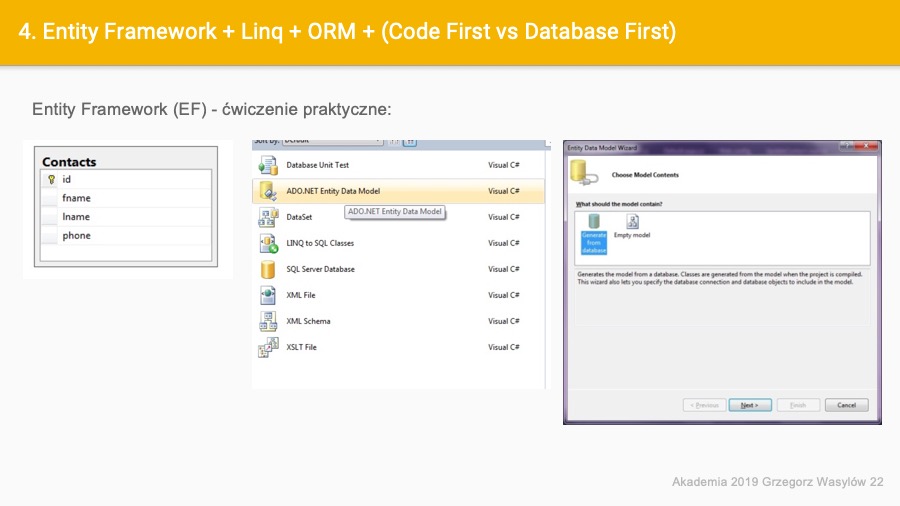 4. Entity Framework + Linq + ORM + (Code First vs Database First)
Entity Framework (EF) - ćwiczenie praktyczne:
Contacts
id
fname
lname
phone
Sort by: Default
Database Unit Test Visual C#
ADO.NET Entity Data Model Visual C#
ADO.NET Entity Data Model
DataSet Visual C#
LINQ to SQL Classes Visual C#
SQL Server Database Visual C#
XML File Visual C#
XML Schema Visual C#
XSLT File Visual C#
Entity Data Model Wizard
Choose Model Contents
What should the model contain?
Generate from database
Empty model
Generates the model from a database. Classes are generated from the model when the project is compiled.
This wizard also lets you specify the database connection and database objects to include in the model.
< Previous Next > Finish Cancel
Akademia 2019 Grzegorz Wasylów 22